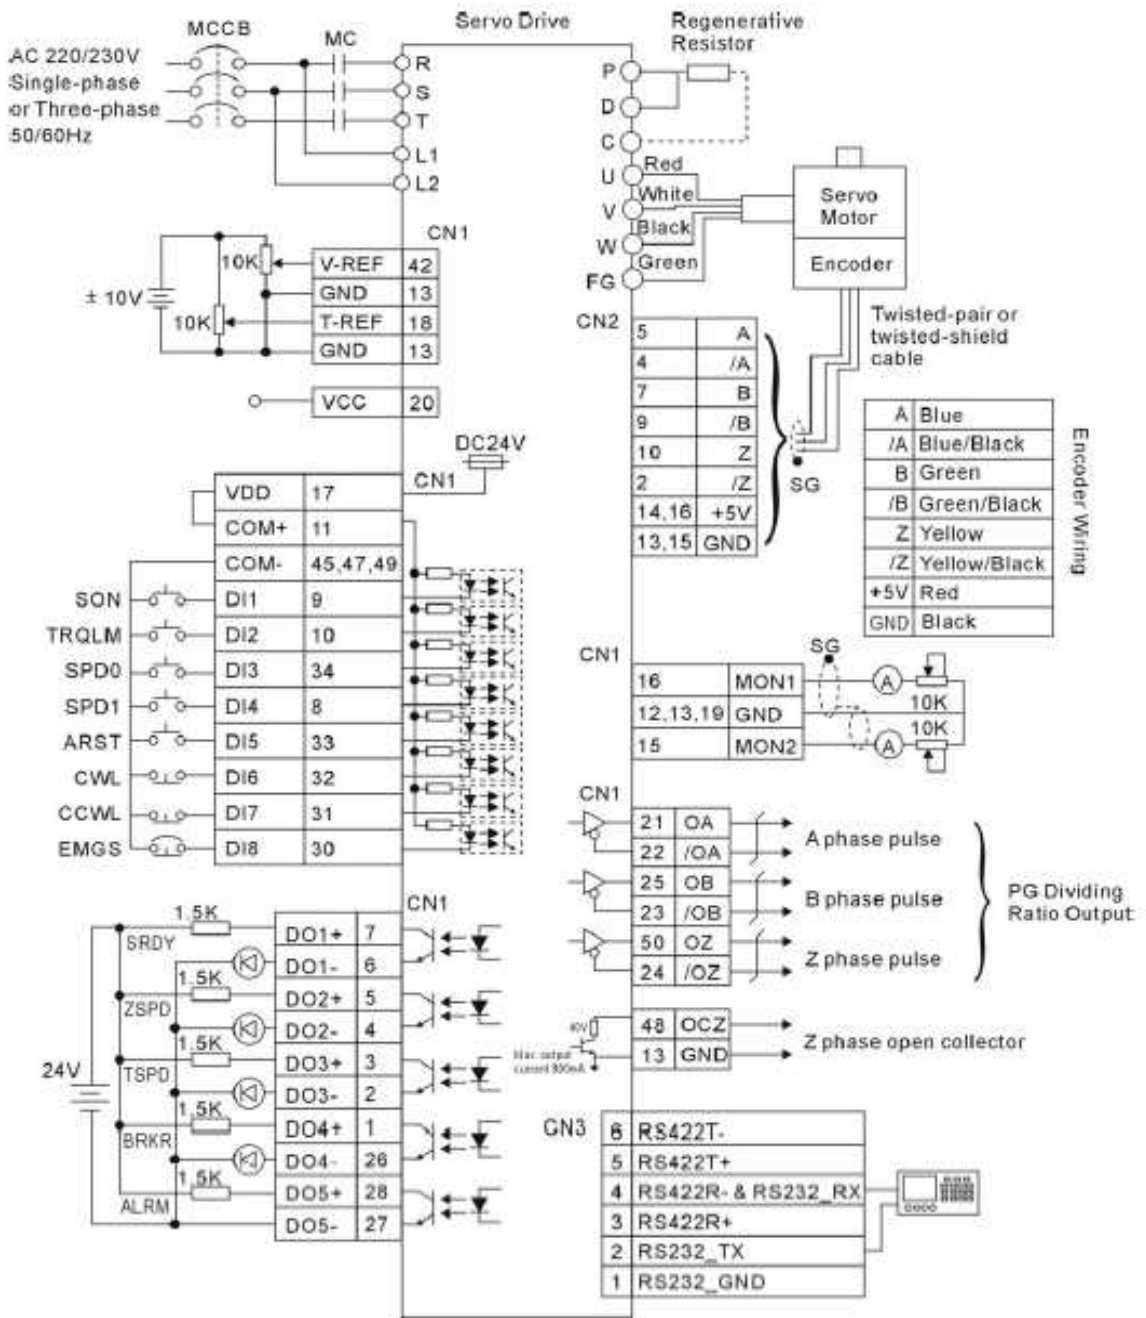 Servo Drive
Regenerative
Resistor
MCCB
MC
AC 220/230V
Single-phase
or Three-phase
50/60Hz
R
S
T
L1
L2
P
D
C
U
V
W
FG
Red
White
Black
Green
Servo
Motor
Encoder
CN1
10K
± 10V
10K
V-REF 42
GND 13
T-REF 18
GND 13
VCC 20
CN2
5 A
4 /A
7 B
9 /B
10 Z
2 /Z
14,16 +5V
13,15 GND
SG
Twisted-pair or
twisted-shield
cable
A Blue
/A Blue/Black
B Green
/B Green/Black
Z Yellow
/Z Yellow/Black
+5V Red
GND Black
Encoder Wiring
DC24V
CN1
VDD 17
COM+ 11
COM- 45,47,49
SON DI1 9
TRQLM DI2 10
SPD0 DI3 34
SPD1 DI4 8
ARST DI5 33
CWL DI6 32
CCWL DI7 31
EMGS DI8 30
CN1
SG
16 MON1
12,13,19 GND
15 MON2
A
10K
10K
A
CN1
21 OA
22 /OA
A phase pulse
25 OB
23 /OB
B phase pulse
50 OZ
24 /OZ
Z phase pulse
PG Dividing
Ratio Output
48 OCZ
13 GND
Z phase open collector
output
current
CN1
24V
1.5K
SRDY
DO1+ 7
DO1- 6
1.5K
ZSPD
DO2+ 5
DO2- 4
1.5K
TSPD
DO3+ 3
DO3- 2
1.5K
BRKR
DO4+ 1
DO4- 26
1.5K
ALRM
DO5+ 28
DO5- 27
CN3
6 RS422T-
5 RS422T+
4 RS422R- & RS232_RX
3 RS422R+
2 RS232_TX
1 RS232_GND